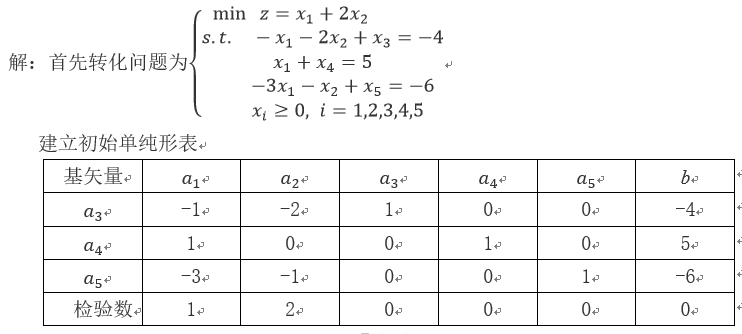 min z = x₁ + 2x₂
s.t. −x₁ − 2x₂ + x₃ = −4
解：首先转化问题为
x₁ + x₄ = 5
−3x₁ − x₂ + x₅ = −6
xᵢ ≥ 0, i = 1,2,3,4,5
建立初始单纯形表
基矢量 a₁ a₂ a₃ a₄ a₅ b
a₃ -1 -2 1 0 0 -4
a₄ 1 0 0 1 0 5
a₅ -3 -1 0 0 1 -6
检验数 1 2 0 0 0 0